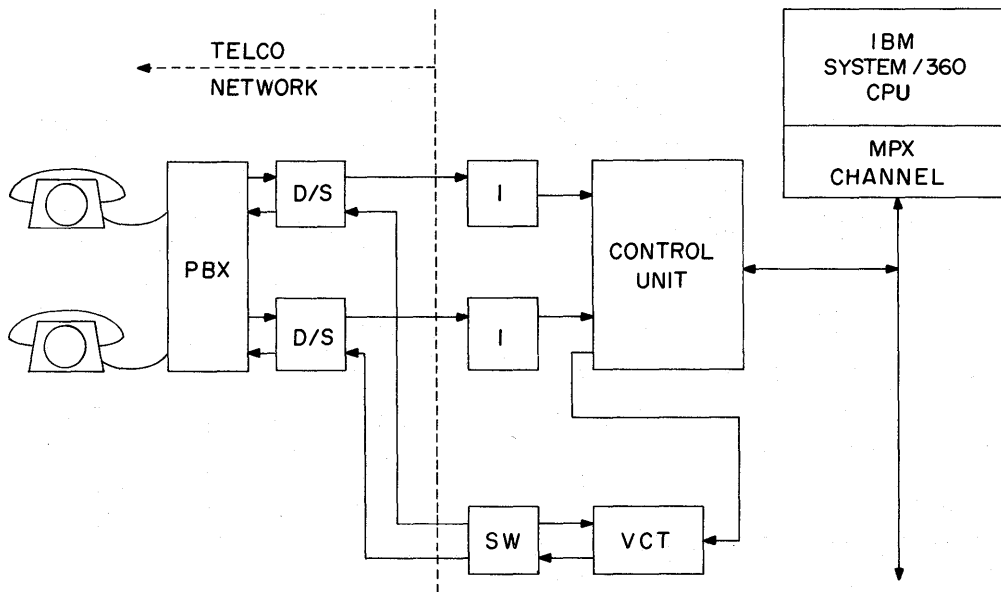 TELCO
NETWORK
IBM
SYSTEM/360
CPU
MPX
CHANNEL
D/S
I
PBX
CONTROL
UNIT
D/S
I
SW
VCT